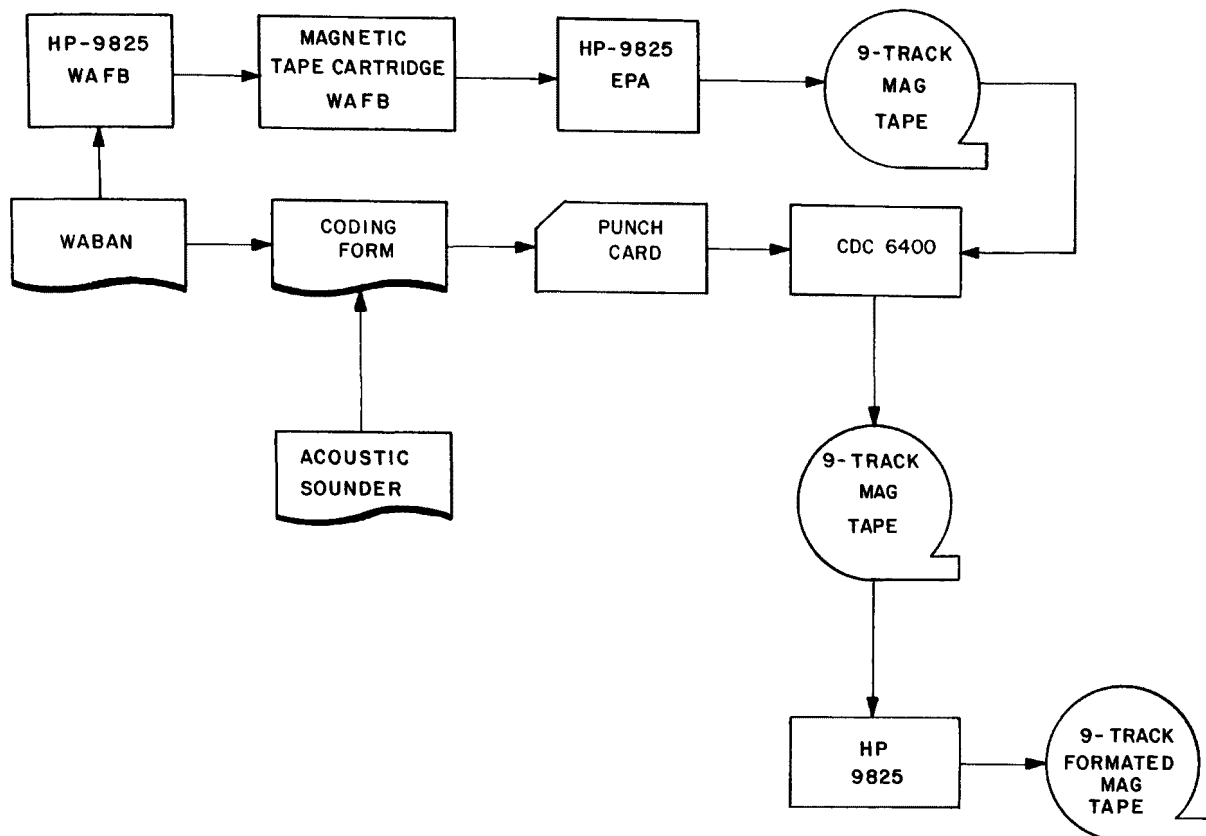 HP-9825
WAFB
MAGNETIC
TAPE CARTRIDGE
WAFB
HP-9825
EPA
9-TRACK
MAG
TAPE
WABAN
CODING
FORM
PUNCH
CARD
CDC 6400
ACOUSTIC
SOUNDER
9-TRACK
MAG
TAPE
HP
9825
9-TRACK
FORMATED
MAG
TAPE